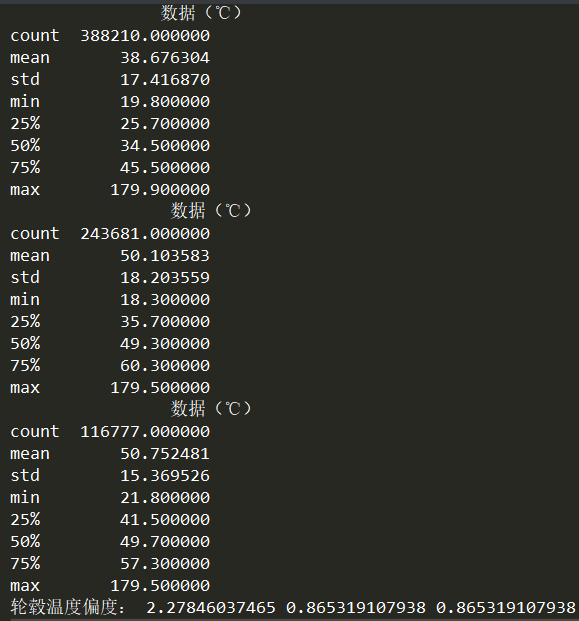 数据（℃）
count  388210.000000
mean       38.676304
std        17.416870
min        19.800000
25%        25.700000
50%        34.500000
75%        45.500000
max       179.900000
数据（℃）
count  243681.000000
mean       50.103583
std        18.203559
min        18.300000
25%        35.700000
50%        49.300000
75%        60.300000
max       179.500000
数据（℃）
count  116777.000000
mean       50.752481
std        15.369526
min        21.800000
25%        41.500000
50%        49.700000
75%        57.300000
max       179.500000
轮毂温度偏度： 2.27846037465 0.865319107938 0.865319107938